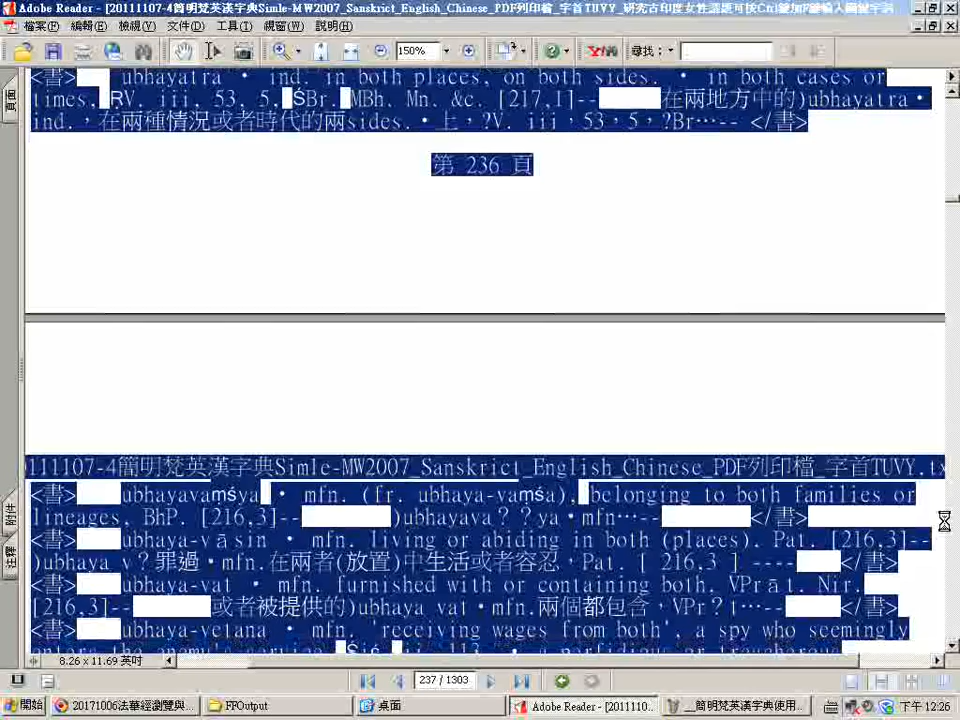 Adobe Reader - [20111107-4簡明梵英漢字典Simle-MW2007_Sanskrict_English_Chinese_PDF列印檔_字首TUVY_研究古印度女性議題可按Ctrl鍵加F鍵輸入關鍵字詞
檔案(F) 編輯(E) 檢視(V) 文件(D) 工具(T) 視窗(W) 說明(H)
150% 尋找:
<書> ubhayatra · ind. in both places, on both sides. · in both cases or
times, ṚV. iii, 53, 5, ŚBr. MBh. Mn. &c. [217,1]-- 在兩地方中的)ubhayatra·
ind.,在兩種情況或者時代的兩sides.·上,?V. iii,53,5,?Br…-- </書>
第 236 頁
111107-4簡明梵英漢字典Simle-MW2007_Sanskrict_English_Chinese_PDF列印檔_字首TUVY.tx
<書> ubhayavaṃśya · mfn. (fr. ubhaya-vaṃśa), belonging to both families or
lineages, BhP. [216,3]-- )ubhayava??ya·mfn…-- </書>
<書> ubhaya-vāsin · mfn. living or abiding in both (places). Pat. [216,3]--
)ubhaya v?罪過·mfn.在兩者(放置)中生活或者容忍,Pat. [ 216,3 ] ---- </書>
<書> ubhaya-vat · mfn. furnished with or containing both, VPrāt. Nir.
[216,3]-- 或者被提供的)ubhaya vat·mfn.兩個都包含,VPr?t…-- </書>
<書> ubhaya-vetana · mfn. 'receiving wages from both', a spy who seemingly
頁面
附件
注釋
8.26 x 11.69 英吋
237 / 1303
開始 20171006法華經瀏覽與... FFOutput 桌面 Adobe Reader - [201110... __簡明梵英漢字典使用... 下午 12:26